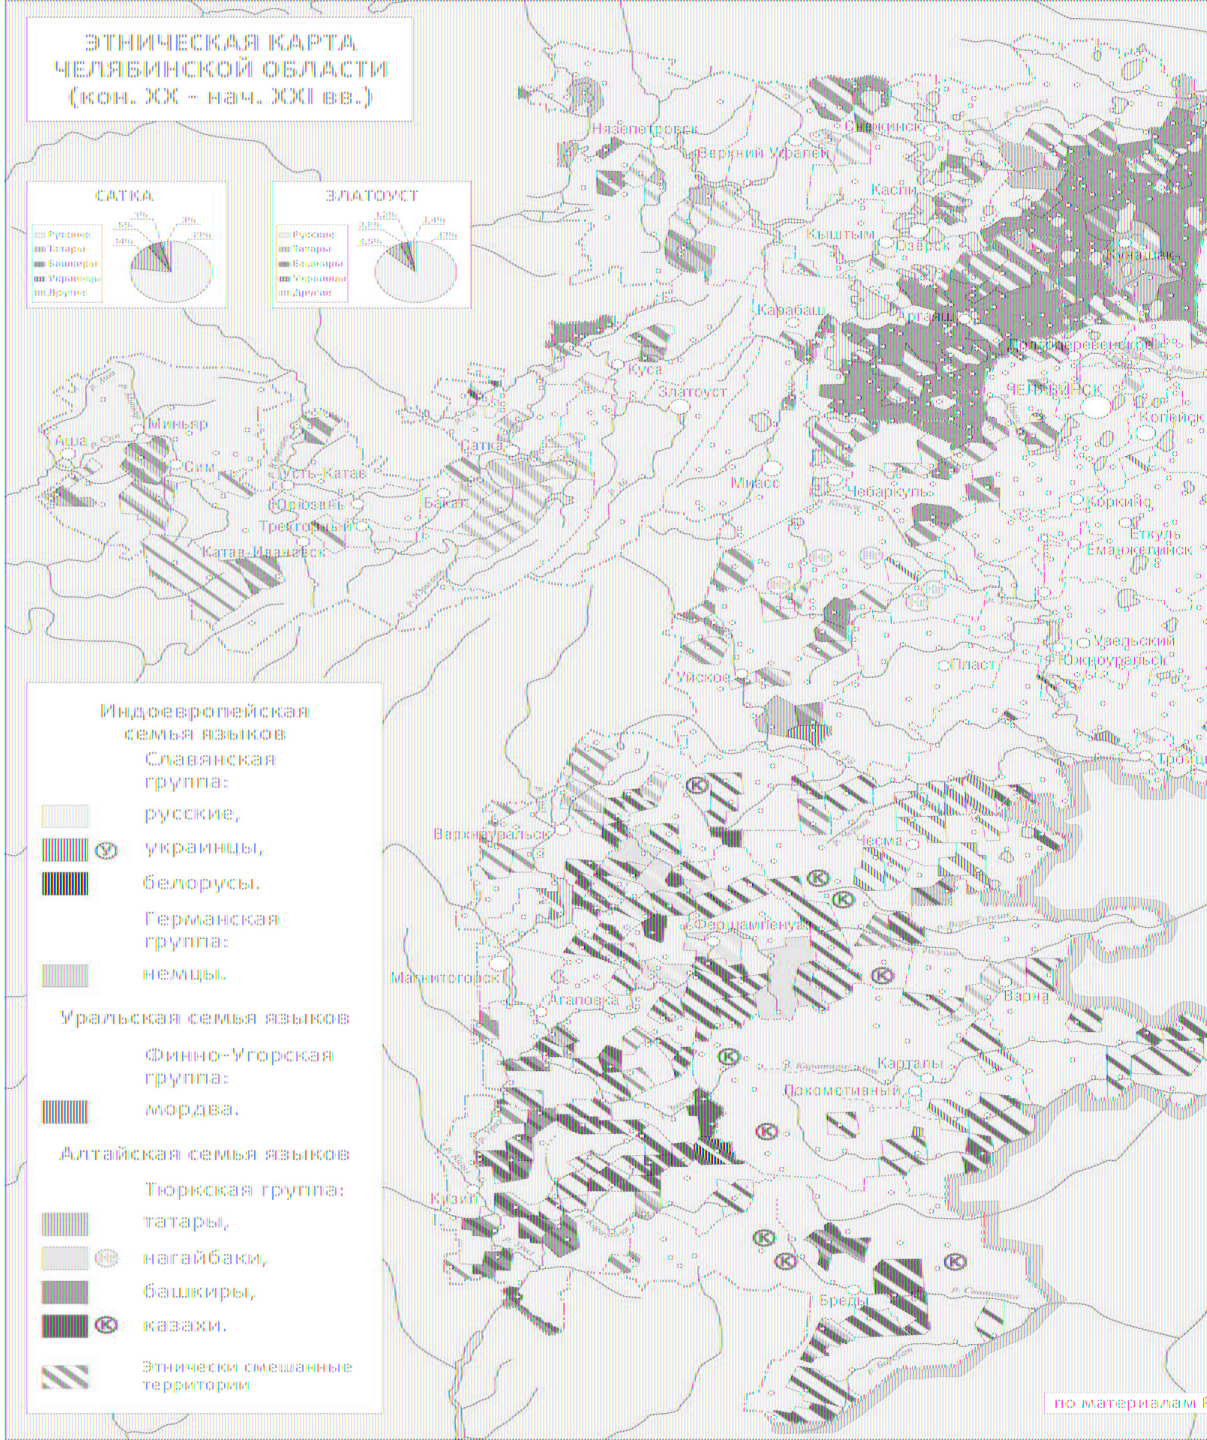 ЭТНИЧЕСКАЯ КАРТА
ЧЕЛЯБИНСКОЙ ОБЛАСТИ
(кон. XX - нач. XXI вв.)
САТКА
Русские
Татары
Башкиры
Украинцы
Другие
ЗЛАТОУСТ
Русские
Татары
Башкиры
Украинцы
Другие
Нязепетровск
Верхний Уфалей
Снежинск
Касли
Кыштым
Озёрск
Кунашак
Карабаш
Аргаяш
Долгодеревенское
Куса
Златоуст
ЧЕЛЯБИНСК
Копейск
Миньяр
Аша
Сим
Сатка
Усть-Катав
Юрюзань
Бакал
Трехгорный
Катав-Ивановск
Миасс
Чебаркуль
Коркино
Еткуль
Еманжелинск
Увельский
Южноуральск
Пласт
Уйское
Троицк
Верхнеуральск
Чесма
Фершампенуаз
Магнитогорск
Агаповка
Варна
Карталы
Локомотивный
Бреды
Индоевропейская
семья языков
Славянская
группа:
русские,
У украинцы,
белорусы.
Германская
группа:
немцы.
Уральская семья языков
Финно-Угорская
группа:
мордва.
Алтайская семья языков
Тюркская группа:
татары,
Нг нагайбаки,
башкиры,
К казахи.
Этнически смешанные
территории
по материалам